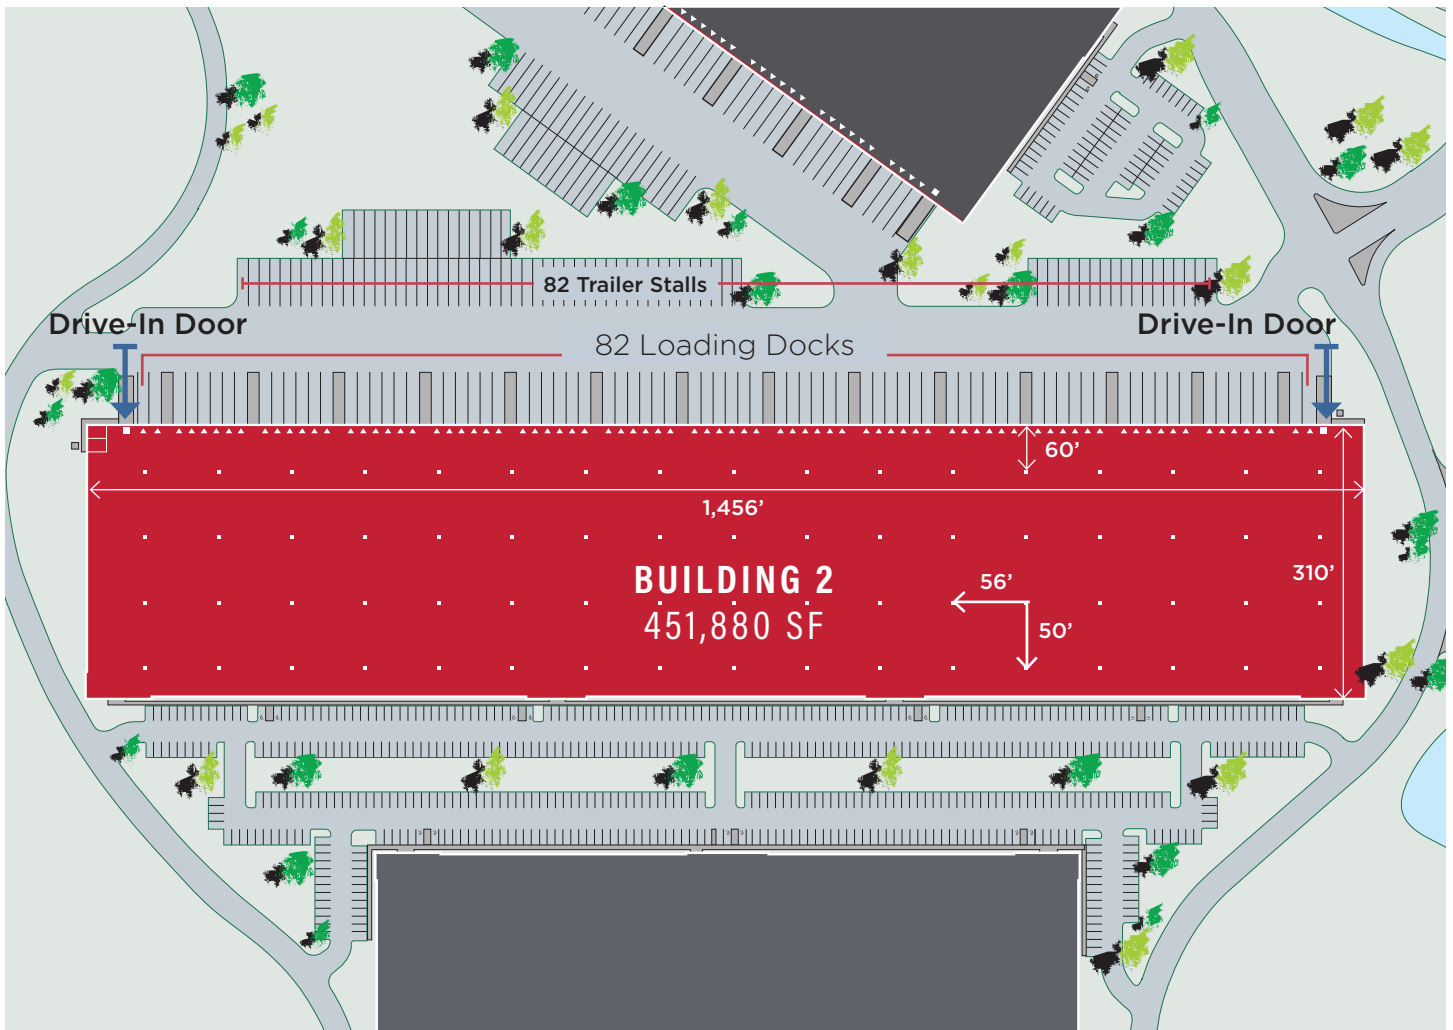 82 Trailer Stalls
Drive-In Door
Drive-In Door
82 Loading Docks
60’
1,456’
BUILDING 2
451,880 SF
56’
50’
310’